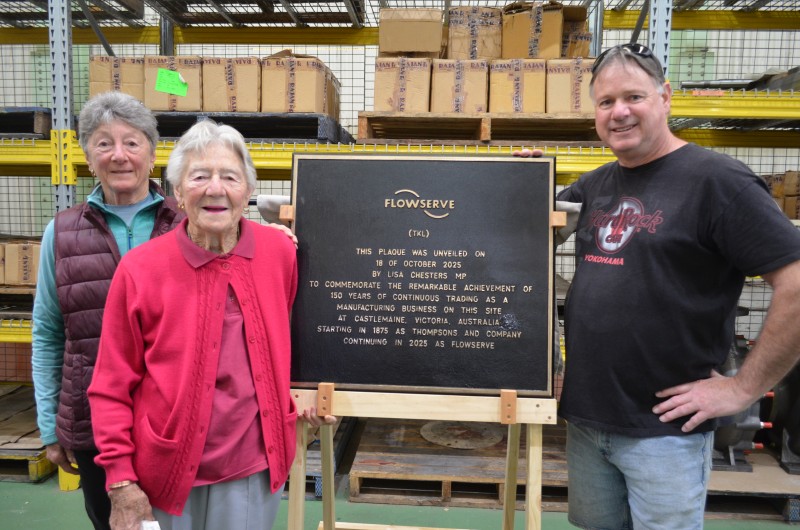 FLOWSERVE
(TKL)
THIS PLAQUE WAS UNVEILED ON
18 OF OCTOBER 2025
BY LISA CHESTERS MP
TO COMMEMORATE THE REMARKABLE ACHIEVEMENT OF
150 YEARS OF CONTINUOUS TRADING AS A
MANUFACTURING BUSINESS ON THIS SITE
AT CASTLEMAINE, VICTORIA, AUSTRALIA
STARTING IN 1875 AS THOMPSONS AND COMPANY
CONTINUING IN 2025 AS FLOWSERVE
Hard Rock
CAFE
YOKOHAMA